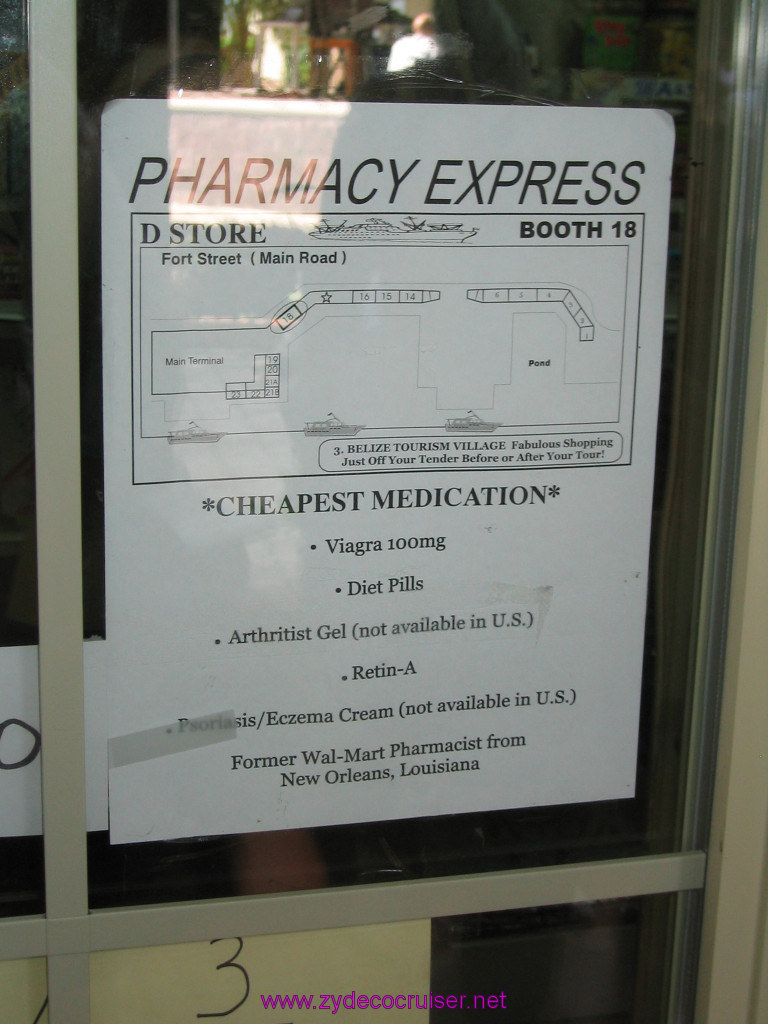 PHARMACY EXPRESS
D STORE
BOOTH 18
Fort Street ( Main Road )
16 15 14
6 3 4
18
Main Terminal
19
20
21A
23 22 21B
Pond
3. BELIZE TOURISM VILLAGE Fabulous Shopping
Just Off Your Tender Before or After Your Tour!
*CHEAPEST MEDICATION*
• Viagra 100mg
• Diet Pills
• Arthritist Gel (not available in U.S.)
• Retin-A
• Psoriasis/Eczema Cream (not available in U.S.)
Former Wal-Mart Pharmacist from
New Orleans, Louisiana
3
www.zydecocruiser.net